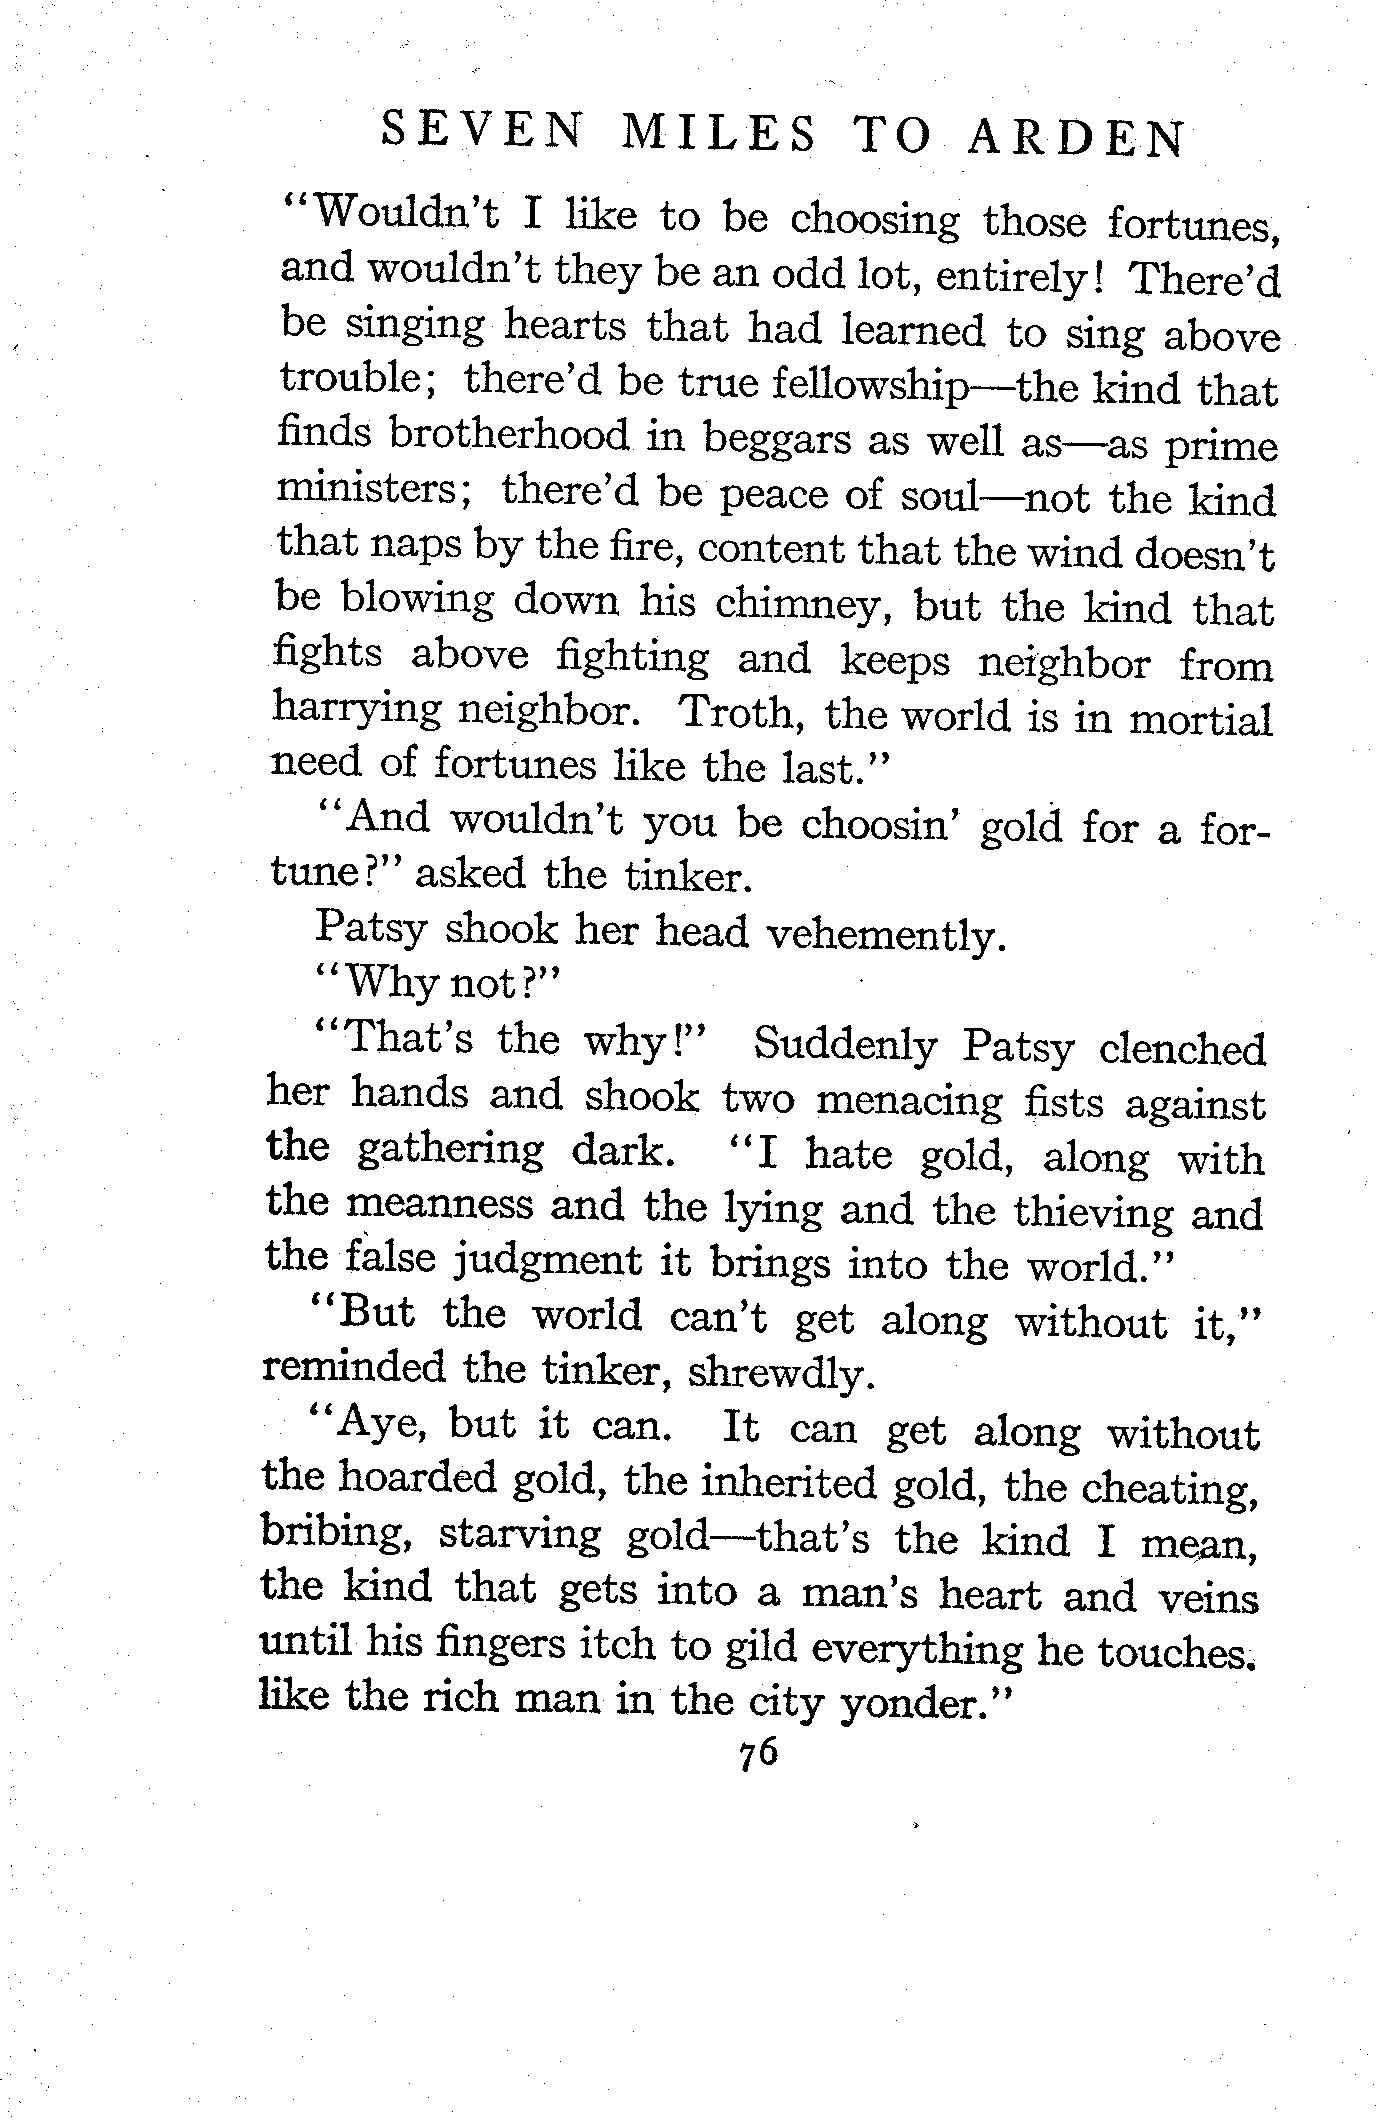 SEVEN MILES TO ARDEN
“Wouldn’t I like to be choosing those fortunes,
and wouldn’t they be an odd lot, entirely! There’d
be singing hearts that had learned to sing above
trouble; there’d be true fellowship—the kind that
finds brotherhood in beggars as well as—as prime
ministers; there’d be peace of soul—not the kind
that naps by the fire, content that the wind doesn’t
be blowing down his chimney, but the kind that
fights above fighting and keeps neighbor from
harrying neighbor. Troth, the world is in mortial
need of fortunes like the last.”
“And wouldn’t you be choosin’ gold for a for-
tune?” asked the tinker.
Patsy shook her head vehemently.
“Why not?”
“That’s the why!” Suddenly Patsy clenched
her hands and shook two menacing fists against
the gathering dark. “I hate gold, along with
the meanness and the lying and the thieving and
the false judgment it brings into the world.”
“But the world can’t get along without it,”
reminded the tinker, shrewdly.
“Aye, but it can. It can get along without
the hoarded gold, the inherited gold, the cheating,
bribing, starving gold—that’s the kind I mean,
the kind that gets into a man’s heart and veins
until his fingers itch to gild everything he touches.
like the rich man in the city yonder.”
76